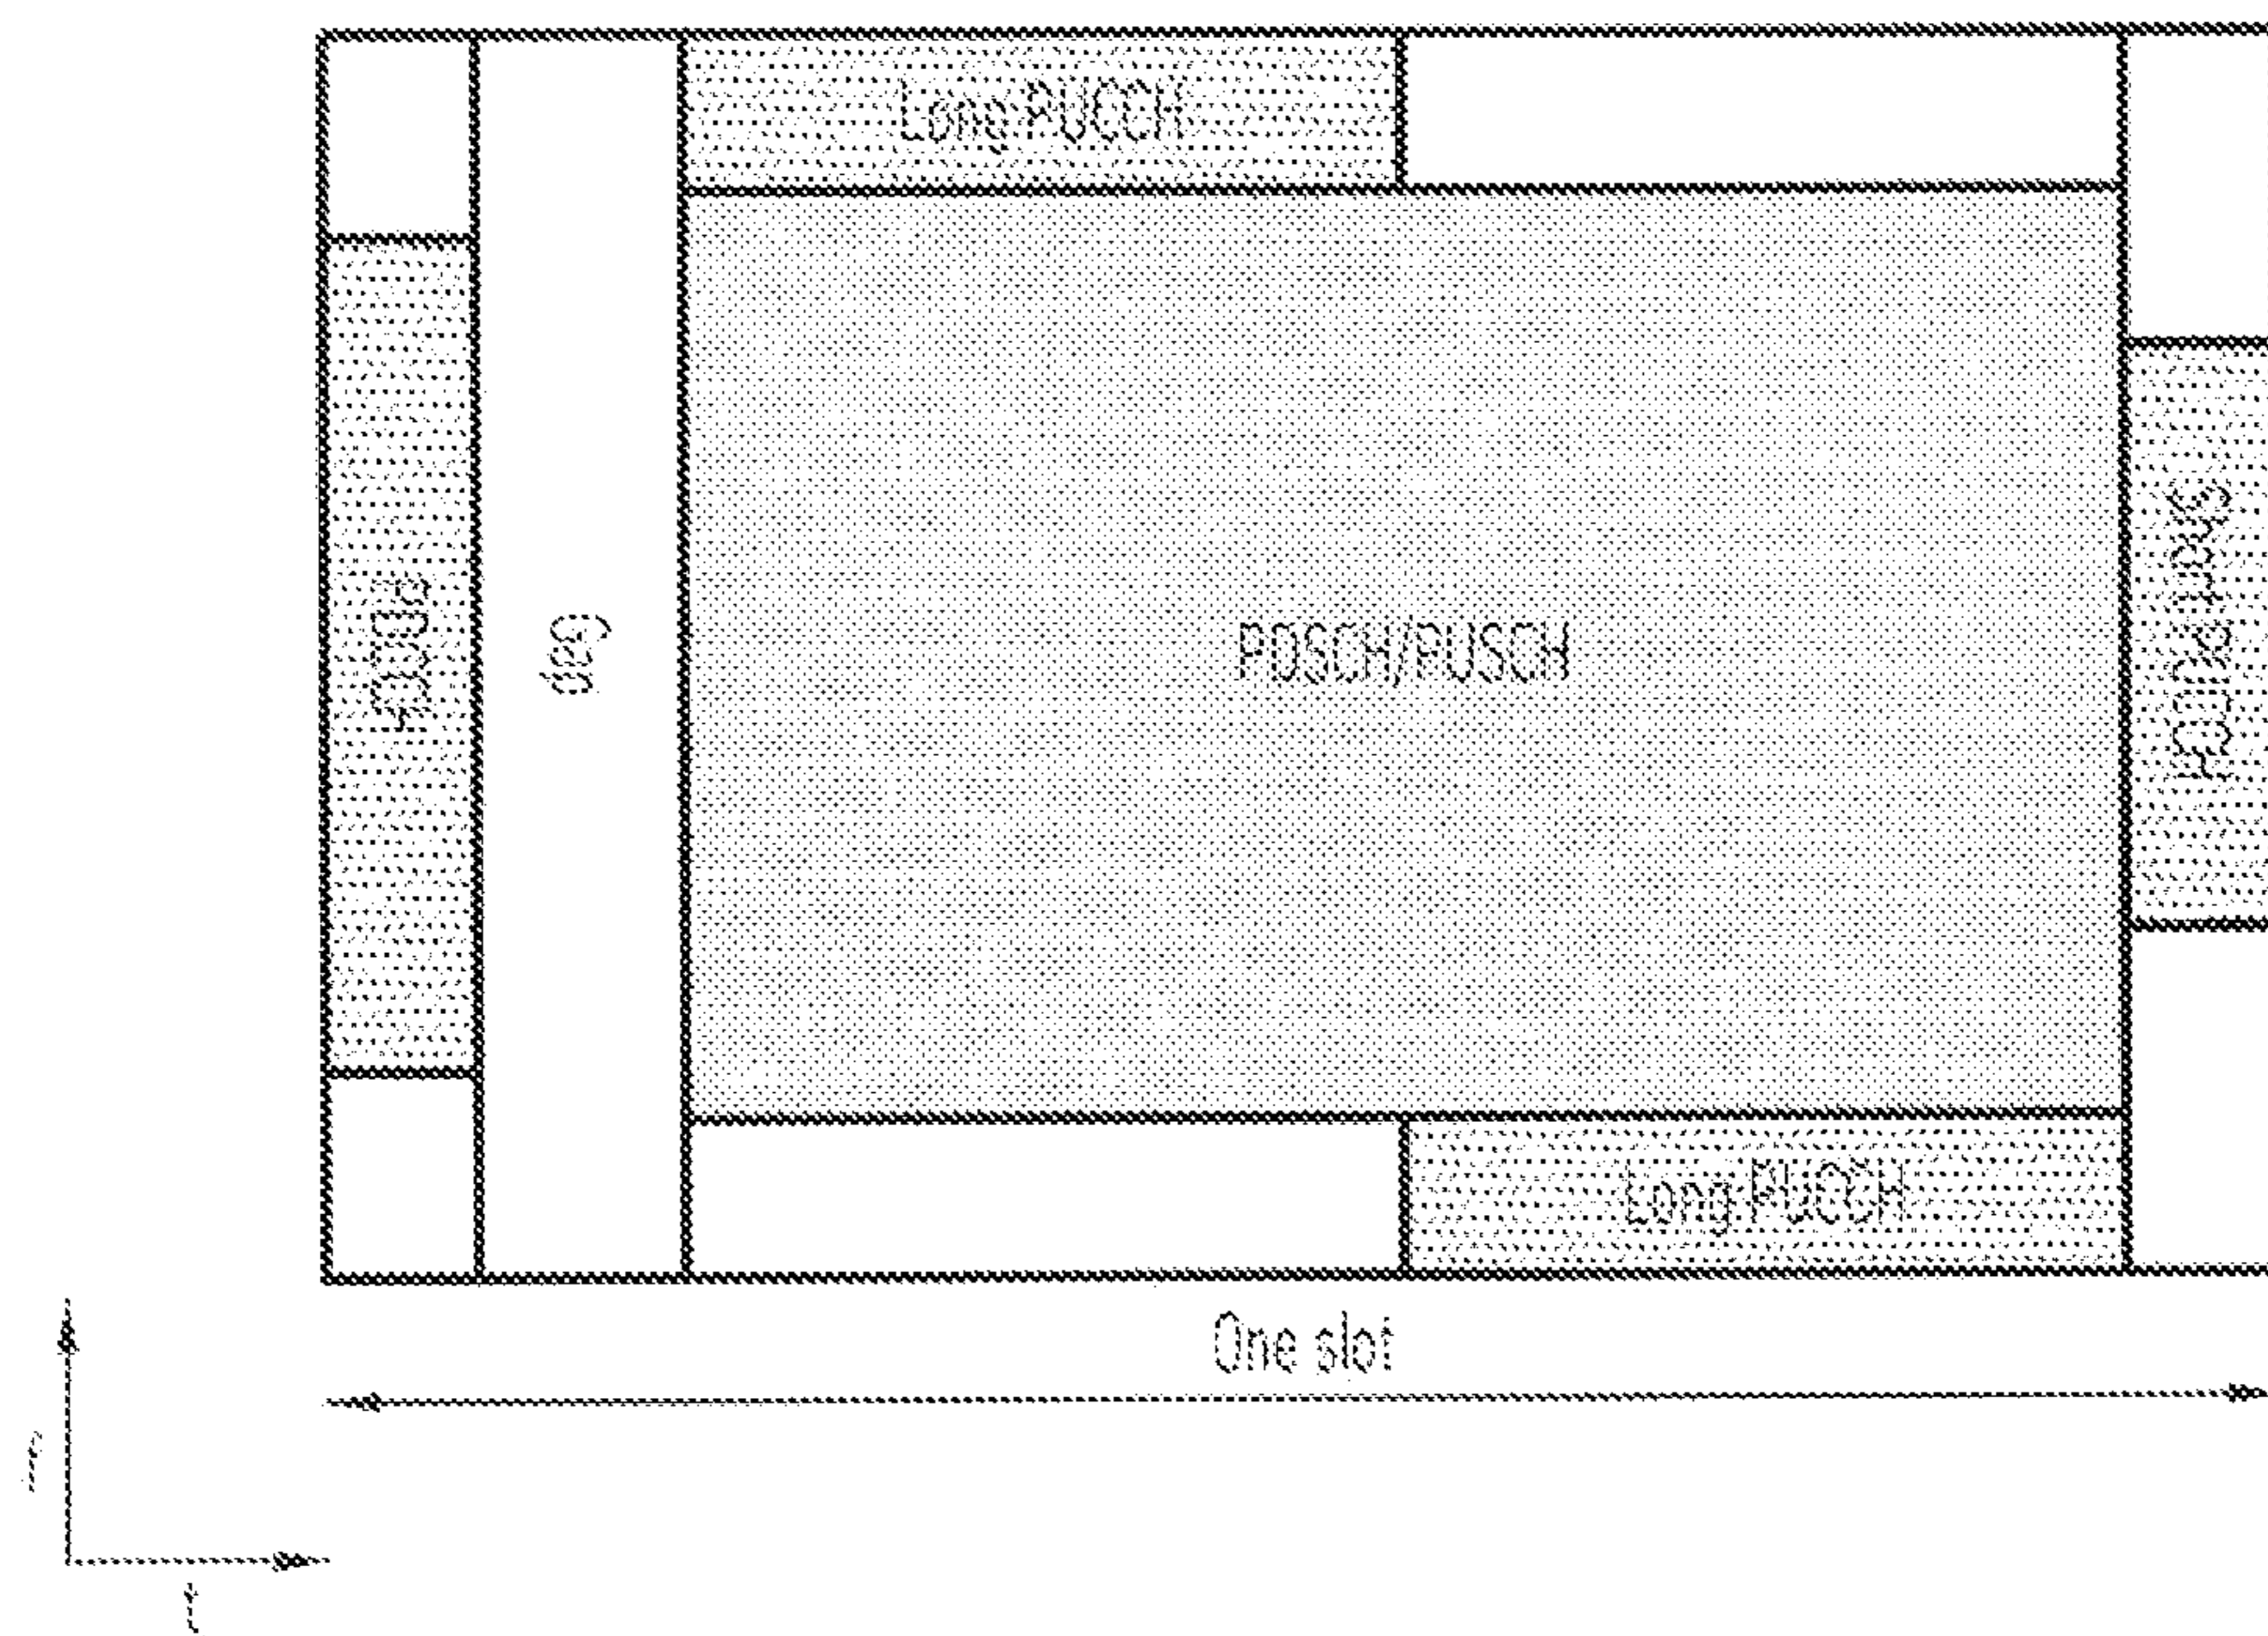 Long PUCCH
PDCCH
Gap
PDSCH/PUSCH
Short PUCCH
Long PUCCH
One slot
f
t